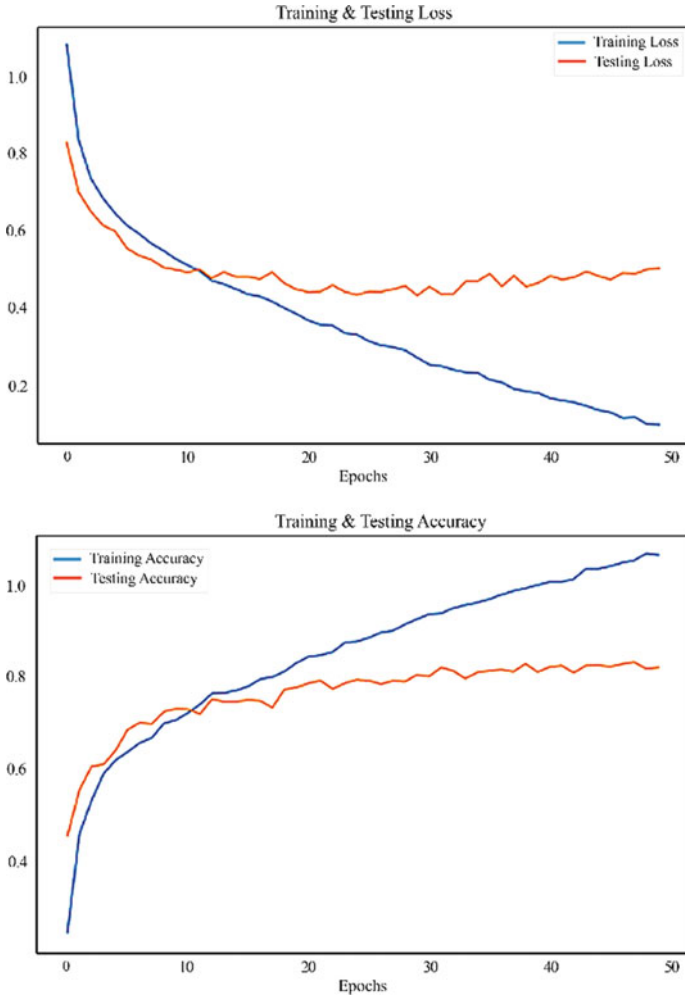 Training & Testing Loss
Training Loss
Testing Loss
1.0
0.8
0.6
0.4
0.2
0 10 20 30 40 50
Epochs
Training & Testing Accuracy
Training Accuracy
Testing Accuracy
1.0
0.8
0.6
0.4
0 10 20 30 40 50
Epochs